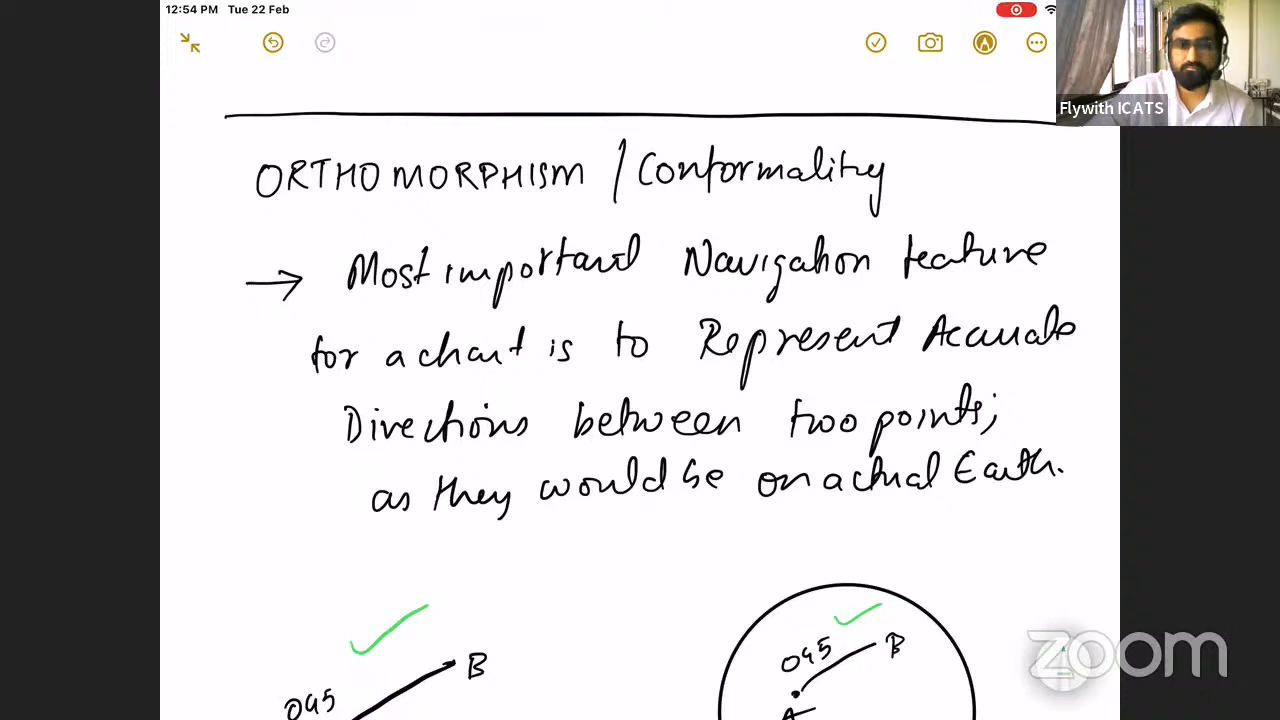 12:54 PM Tue 22 Feb
Flywith ICATS
ORTHOMORPHISM / Conformality
→ Most important Navigation feature
for a chart is to Represent Accurate
Directions between two points;
as they would be on actual Earth.
045 B
045 B
A
zoom